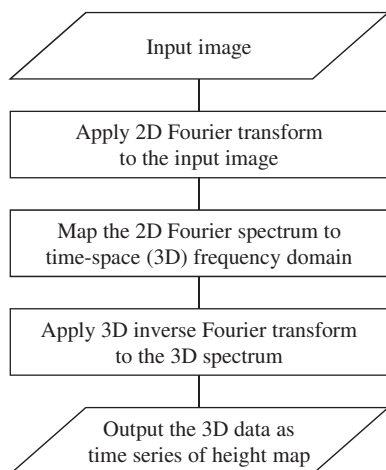 Input image
Apply 2D Fourier transform
to the input image
Map the 2D Fourier spectrum to
time-space (3D) frequency domain
Apply 3D inverse Fourier transform
to the 3D spectrum
Output the 3D data as
time series of height map